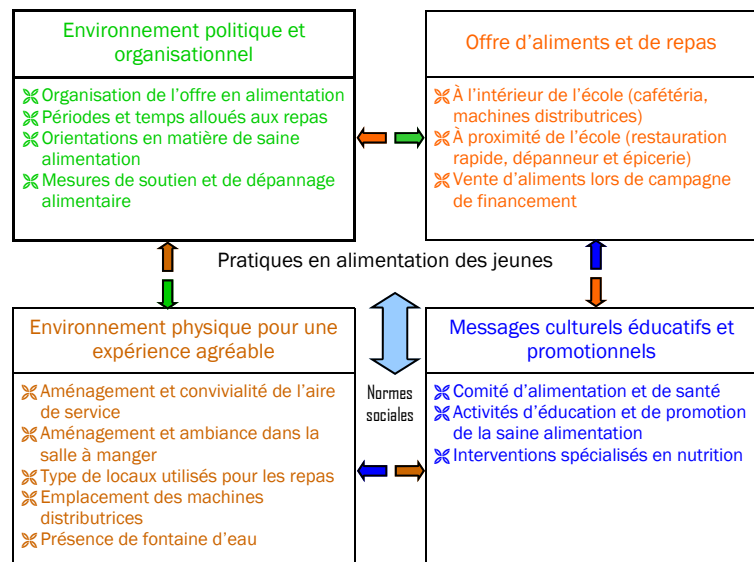 Environnement politique et
organisationnel
Organisation de l'offre en alimentation
Périodes et temps alloués aux repas
Orientations en matière de saine
alimentation
Mesures de soutien et de dépannage
alimentaire
Offre d'aliments et de repas
À l'intérieur de l'école (cafétéria,
machines distributrices)
À proximité de l'école (restauration
rapide, dépanneur et épicerie)
Vente d'aliments lors de campagne
de financement
Pratiques en alimentation des jeunes
Normes
sociales
Environnement physique pour une
expérience agréable
Aménagement et convivialité de l'aire
de service
Aménagement et ambiance dans la
salle à manger
Type de locaux utilisés pour les repas
Emplacement des machines
distributrices
Présence de fontaine d'eau
Messages culturels éducatifs et
promotionnels
Comité d'alimentation et de santé
Activités d'éducation et de promotion
de la saine alimentation
Interventions spécialisés en nutrition